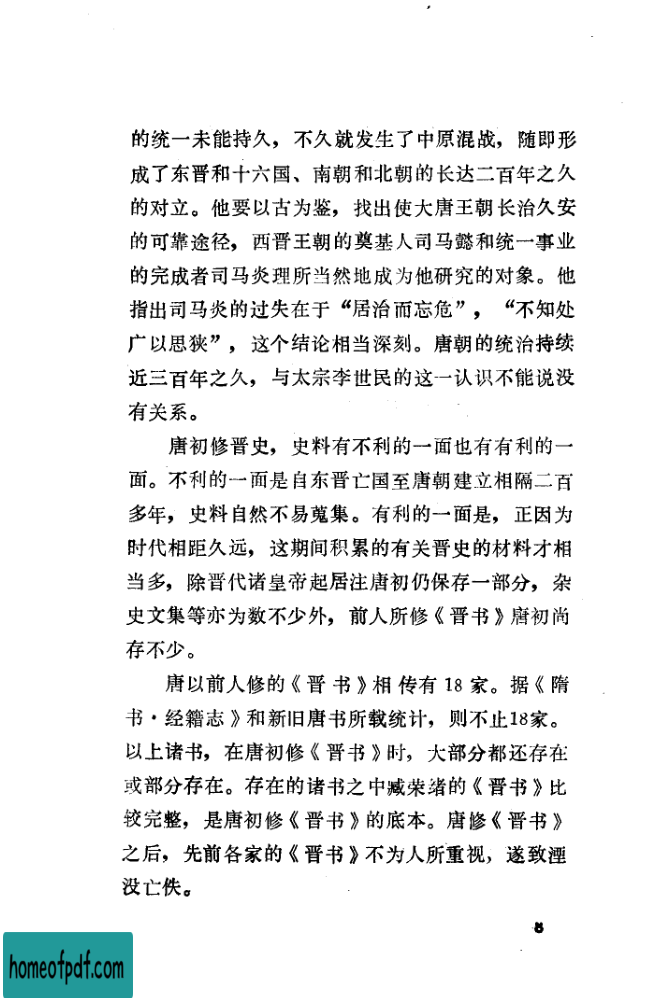 的统一未能持久，不久就发生了中原混战，随即形
成了东晋和十六国、南朝和北朝的长达二百年之久
的对立。他要以古为鉴，找出使大唐王朝长治久安
的可靠途径，西晋王朝的奠基人司马懿和统一事业
的完成者司马炎理所当然地成为他研究的对象。他
指出司马炎的过失在于“居治而忘危”，“不知处
广以思狭”，这个结论相当深刻。唐朝的统治持续
近三百年之久，与太宗李世民的这一认识不能说没
有关系。
唐初修晋史，史料有不利的一面也有有利的一
面。不利的一面是自东晋亡国至唐朝建立相隔二百
多年，史料自然不易蒐集。有利的一面是，正因为
时代相距久远，这期间积累的有关晋史的材料才相
当多，除晋代诸皇帝起居注唐初仍保存一部分，杂
史文集等亦为数不少外，前人所修《晋书》唐初尚
存不少。
唐以前人修的《晋书》相传有18家。据《隋
书·经籍志》和新旧唐书所载统计，则不止18家。
以上诸书，在唐初修《晋书》时，大部分都还存在
或部分存在。存在的诸书之中臧荣绪的《晋书》比
较完整，是唐初修《晋书》的底本。唐修《晋书》
之后，先前各家的《晋书》不为人所重视，遂致湮
没亡佚。
homeofpdf.com